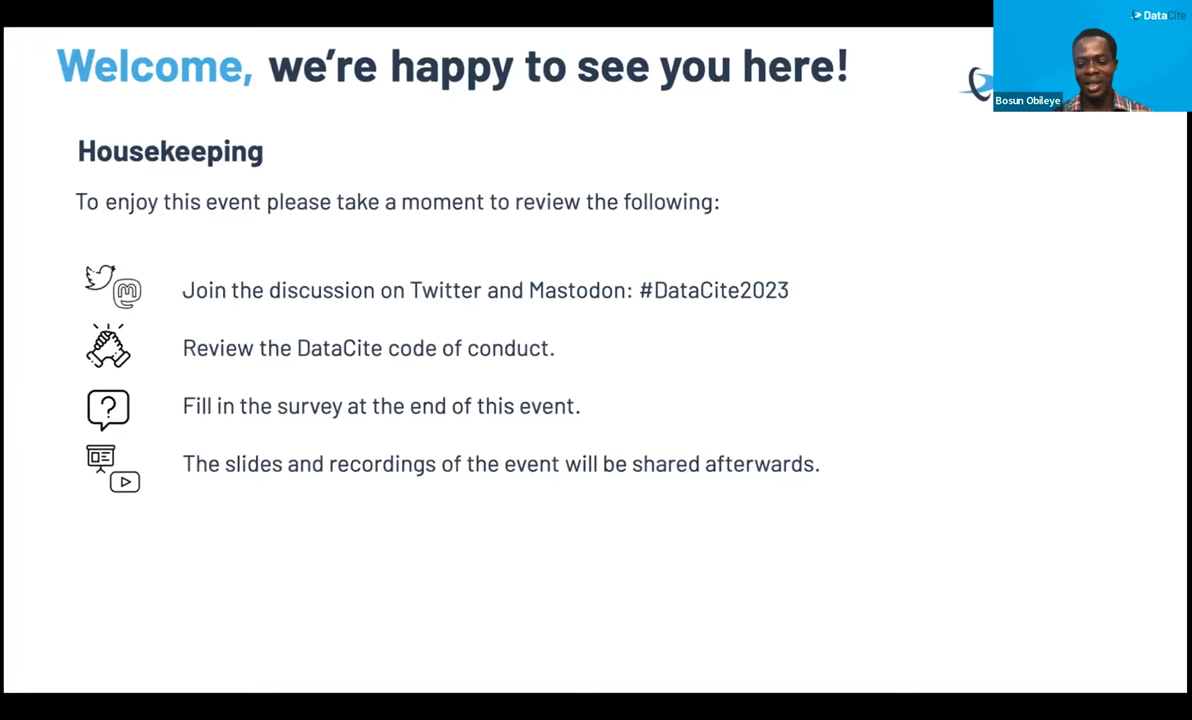 DataCite
Welcome, we're happy to see you here!
Bosun Obileye
Housekeeping
To enjoy this event please take a moment to review the following:
Join the discussion on Twitter and Mastodon: #DataCite2023
Review the DataCite code of conduct.
Fill in the survey at the end of this event.
The slides and recordings of the event will be shared afterwards.